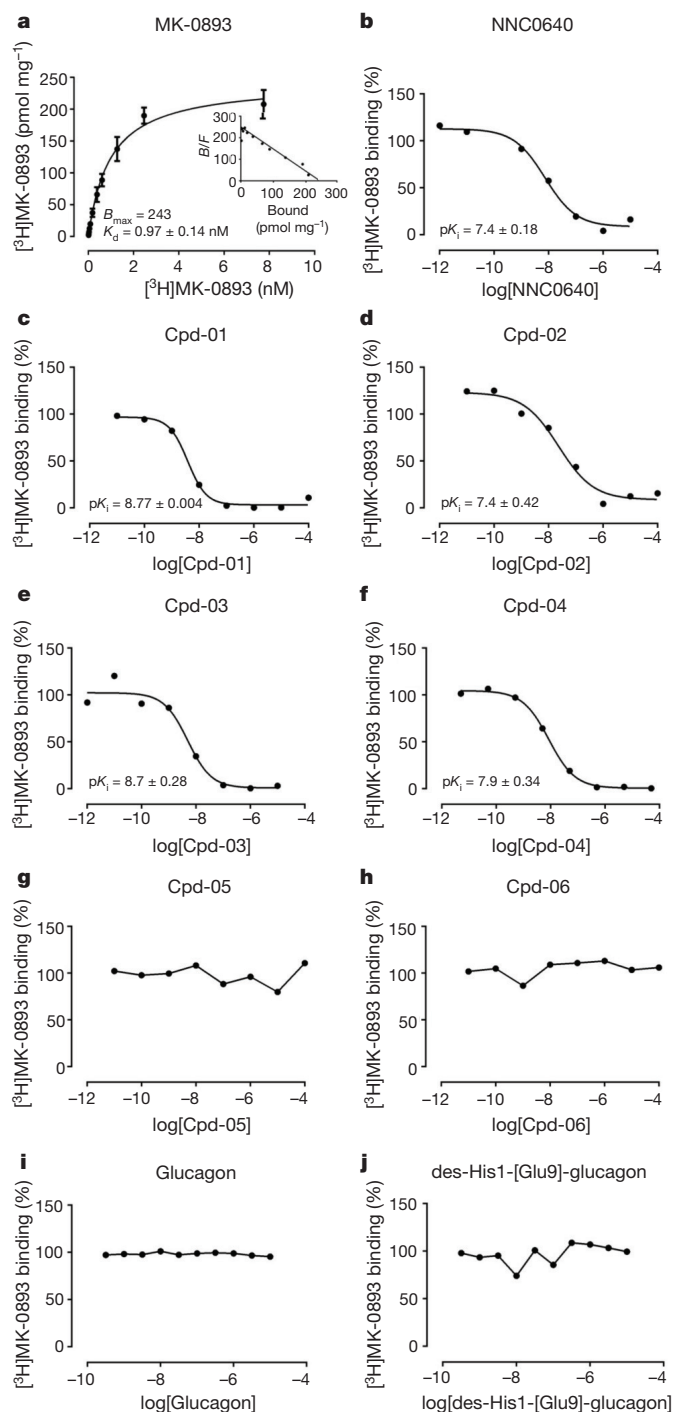 a
MK-0893
[³H]MK-0893 (pmol mg⁻¹)
250
200
150
100
50
0
0 2 4 6 8 10
[³H]MK-0893 (nM)
Bmax = 243
Kd = 0.97 ± 0.14 nM
B/F
300
200
100
0
0 100 200 300
Bound
(pmol mg⁻¹)
b
NNC0640
[³H]MK-0893 binding (%)
150
100
50
0
pKi = 7.4 ± 0.18
−12 −10 −8 −6 −4
log[NNC0640]
c
Cpd-01
[³H]MK-0893 binding (%)
150
100
50
0
pKi = 8.77 ± 0.004
−12 −10 −8 −6 −4
log[Cpd-01]
d
Cpd-02
[³H]MK-0893 binding (%)
150
100
50
0
pKi = 7.4 ± 0.42
−12 −10 −8 −6 −4
log[Cpd-02]
e
Cpd-03
[³H]MK-0893 binding (%)
150
100
50
0
pKi = 8.7 ± 0.28
−12 −10 −8 −6 −4
log[Cpd-03]
f
Cpd-04
[³H]MK-0893 binding (%)
150
100
50
0
pKi = 7.9 ± 0.34
−12 −10 −8 −6 −4
log[Cpd-04]
g
Cpd-05
[³H]MK-0893 binding (%)
150
100
50
0
−12 −10 −8 −6 −4
log[Cpd-05]
h
Cpd-06
[³H]MK-0893 binding (%)
150
100
50
0
−12 −10 −8 −6 −4
log[Cpd-06]
i
Glucagon
[³H]MK-0893 binding (%)
150
100
50
0
−10 −8 −6 −4
log[Glucagon]
j
des-His1-[Glu9]-glucagon
[³H]MK-0893 binding (%)
150
100
50
0
−10 −8 −6 −4
log[des-His1-[Glu9]-glucagon]